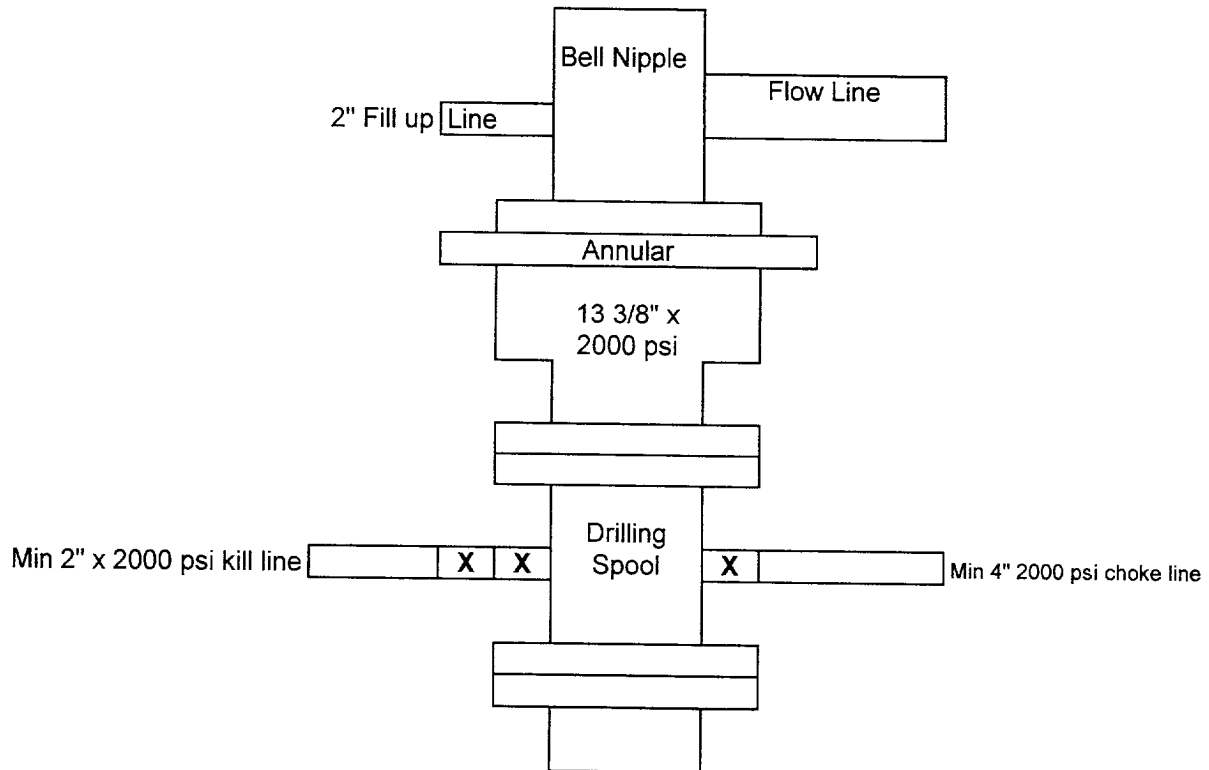 Bell Nipple
Flow Line
2" Fill up Line
Annular
13 3/8" x
2000 psi
Drilling
Spool
Min 2" x 2000 psi kill line
X X
X
Min 4" 2000 psi choke line